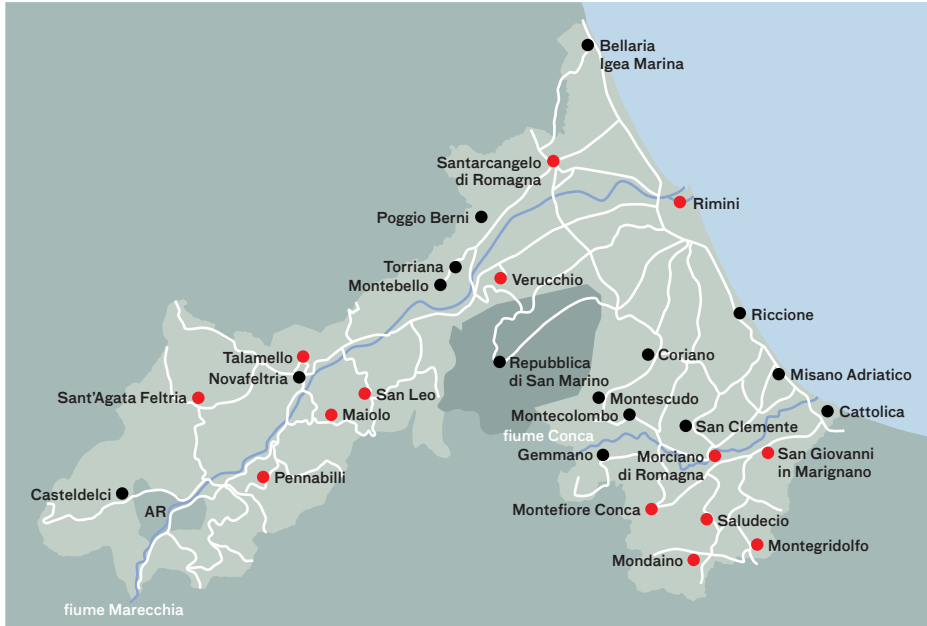 Bellaria
Igea Marina
Santarcangelo
di Romagna
Rimini
Poggio Berni
Torriana
Montebello
Verucchio
Riccione
Talamello
Novafeltria
Repubblica
di San Marino
Coriano
Misano Adriatico
Sant'Agata Feltria
San Leo
Maiolo
Montescudo
Montecolombo
Cattolica
San Clemente
fiume Conca
Gemmano
Morciano
di Romagna
San Giovanni
in Marignano
Pennabilli
Casteldelci
AR
Montefiore Conca
Saludecio
Montegridolfo
Mondaino
fiume Marecchia